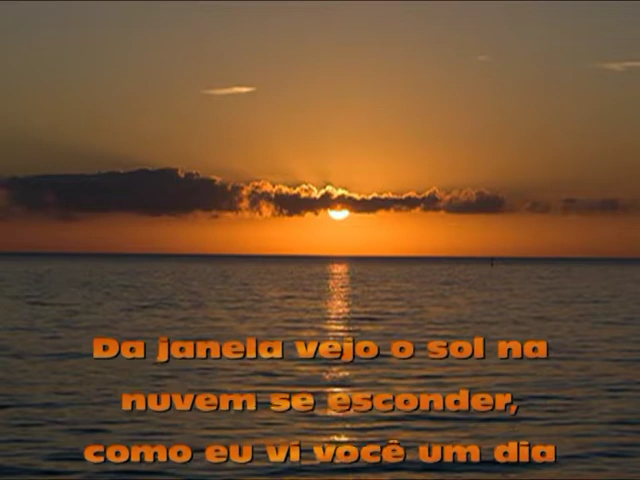 Da janela vejo o sol na
nuvem se esconder,
como eu vi você um dia